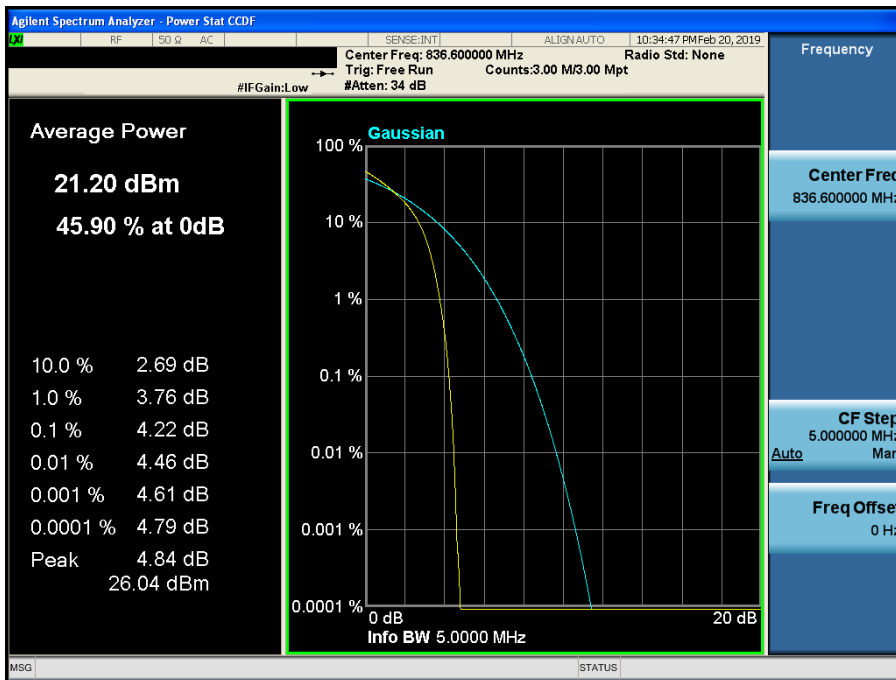 Agilent Spectrum Analyzer - Power Stat CCDF
LXI RF 50 Ω AC SENSE:INT ALIGN AUTO 10:34:47 PM Feb 20, 2019
Center Freq: 836.600000 MHz Radio Std: None
Trig: Free Run Counts:3.00 M/3.00 Mpt
#IFGain:Low #Atten: 34 dB
Average Power
21.20 dBm
45.90 % at 0dB
10.0 % 2.69 dB
1.0 % 3.76 dB
0.1 % 4.22 dB
0.01 % 4.46 dB
0.001 % 4.61 dB
0.0001 % 4.79 dB
Peak 4.84 dB
26.04 dBm
Gaussian
100 %
10 %
1 %
0.1 %
0.01 %
0.001 %
0.0001 %
0 dB 20 dB
Info BW 5.0000 MHz
Frequency
Center Freq
836.600000 MHz
CF Step
5.000000 MHz
Auto Man
Freq Offset
0 Hz
MSG STATUS